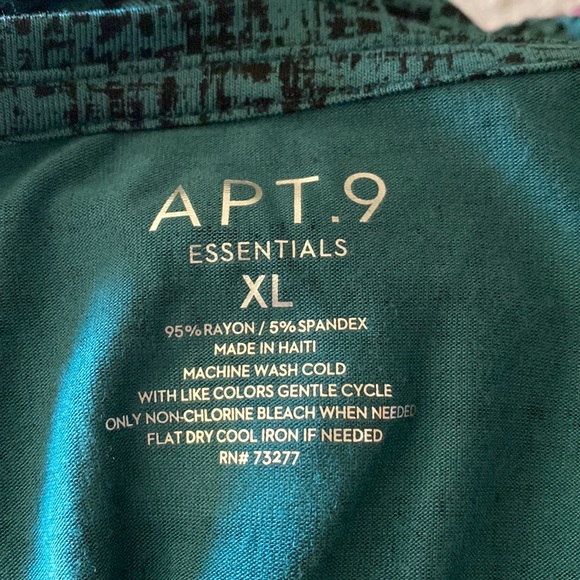 APT.9
ESSENTIALS
XL
95% RAYON / 5% SPANDEX
MADE IN HAITI
MACHINE WASH COLD
WITH LIKE COLORS GENTLE CYCLE
ONLY NON-CHLORINE BLEACH WHEN NEEDED
FLAT DRY COOL IRON IF NEEDED
RN# 73277